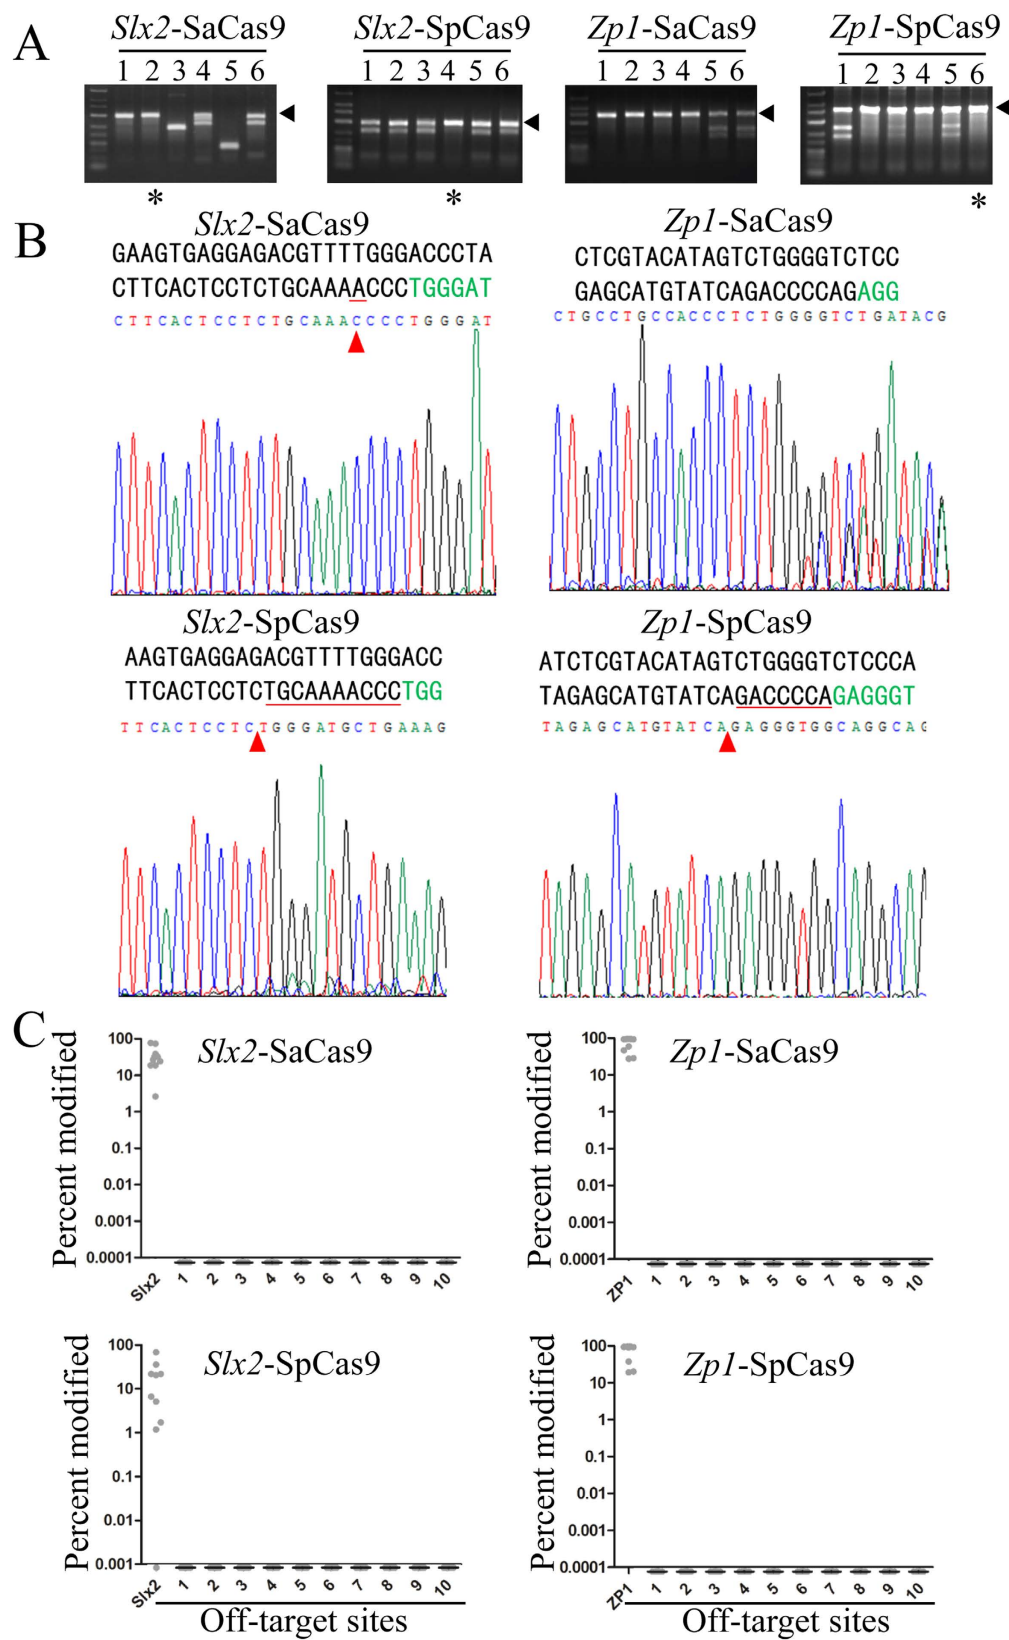 A
Slx2-SaCas9
1 2 3 4 5 6
*
Slx2-SpCas9
1 2 3 4 5 6
*
Zp1-SaCas9
1 2 3 4 5 6
Zp1-SpCas9
1 2 3 4 5 6
*
B
Slx2-SaCas9
GAAGTGAGGAGACGTTTTGGGACCCTA
CTTCACTCCTCTGCAAAACCCTGGGAT
CTTCACTCCTCTGCAAACCCCTGGGAT
Zp1-SaCas9
CTCGTACATAGTCTGGGGTCTCC
GAGCATGTATCAGACCCCAGAGG
CTGCCTGCCACCCTCTGGGGTCTGATACG
Slx2-SpCas9
AAGTGAGGAGACGTTTTGGGACC
TTCACTCCTCTGCAAAACCCTGG
TTCACTCCTCTGGGATGCTGAAAG
Zp1-SpCas9
ATCTCGTACATAGTCTGGGGTCTCCCA
TAGAGCATGTATCAGACCCCAGAGGGT
TAGAGCATGTATCAGAGGGTGGCAGGCAG
C
Percent modified
100
10
1
0.1
0.01
0.001
0.0001
Slx2-SaCas9
Slx2 1 2 3 4 5 6 7 8 9 10
Percent modified
100
10
1
0.1
0.01
0.001
0.0001
Zp1-SaCas9
ZP1 1 2 3 4 5 6 7 8 9 10
Percent modified
100
10
1
0.1
0.01
0.001
Slx2-SpCas9
Slx2 1 2 3 4 5 6 7 8 9 10
Off-target sites
Percent modified
100
10
1
0.1
0.01
0.001
0.0001
Zp1-SpCas9
ZP1 1 2 3 4 5 6 7 8 9 10
Off-target sites